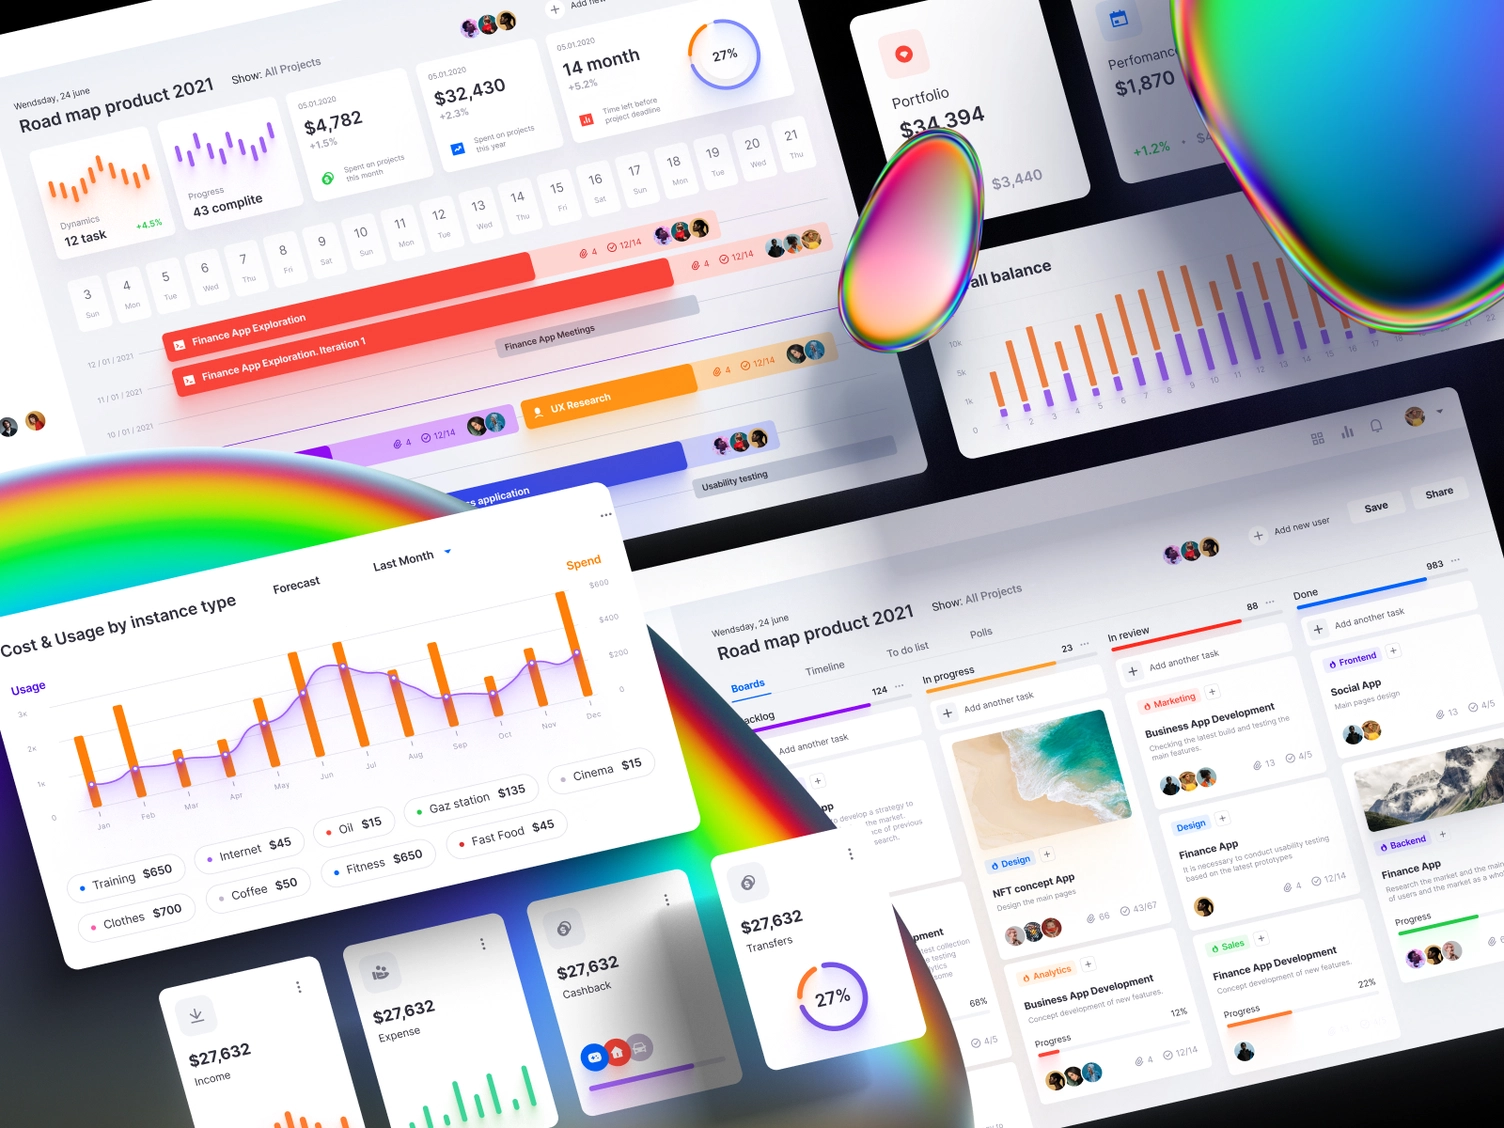 Wendsday, 24 june
Road map product 2021
Show: All Projects
Add new
Dynamics
12 task
+4.5%
Progress
43 complite
05.01.2020
$4,782
+1.5%
Spent on projects
this month
05.01.2020
$32,430
+2.3%
Spent on projects
this year
05.01.2020
14 month
+5.2%
Time left before
project deadline
27%
3 Sun
4 Mon
5 Tue
6 Wed
7 Thu
8 Fri
9 Sat
10 Sun
11 Mon
12 Tue
13 Wed
14 Thu
15 Fri
16 Sat
17 Sun
18 Mon
19 Tue
20 Wed
21 Thu
12 / 01 / 2021
Finance App Exploration
4 12/14
Finance App Exploration. Iteration 1
4 12/14
11 / 01 / 2021
Finance App Meetings
10 / 01 / 2021
4 12/14
UX Research
4 12/14
application
Usability testing
Portfolio
$34,394
$3,440
Perfomance
$1,870
+1.2%
all balance
10k
5k
1k
0
1 2 3 4 5 6 7 8 9 10 11 12 13 14 15 16 17 18 19 20 21 22
Cost & Usage by instance type
Forecast
Last Month
Usage
Spend
3к
2к
1к
0
$600
$400
$200
0
Jan Feb Mar Apr May Jun Jul Aug Sep Oct Nov Dec
Training $650
Internet $45
Oil $15
Gaz station $135
Cinema $15
Clothes $700
Coffee $50
Fitness $650
Fast Food $45
$27,632
Income
$27,632
Expense
$27,632
Cashback
$27,632
Transfers
27%
Wendsday, 24 june
Road map product 2021
Show: All Projects
Add new user
Save
Share
Boards
Timeline
To do list
Polls
acklog
124
Add another task
to develop a strategy to
the market.
of previous
search.
68%
4/5
In progress
23
Add another task
Design
NFT concept App
Design the main pages
66 43/67
Analytics
Business App Development
Concept development of new features.
Progress
12%
4 12/14
In review
88
Add another task
Marketing
Business App Development
Checking the latest build and testing the
main features.
13 4/5
Design
Finance App
It is necessary to conduct usability testing
based on the latest prototypes
4 12/14
Sales
Finance App Development
Concept development of new features.
Progress
22%
Done
983
Add another task
Frontend
Social App
Main pages design
13 4/5
Backend
Finance App
Research the market and the
of users and the market as a
Progress